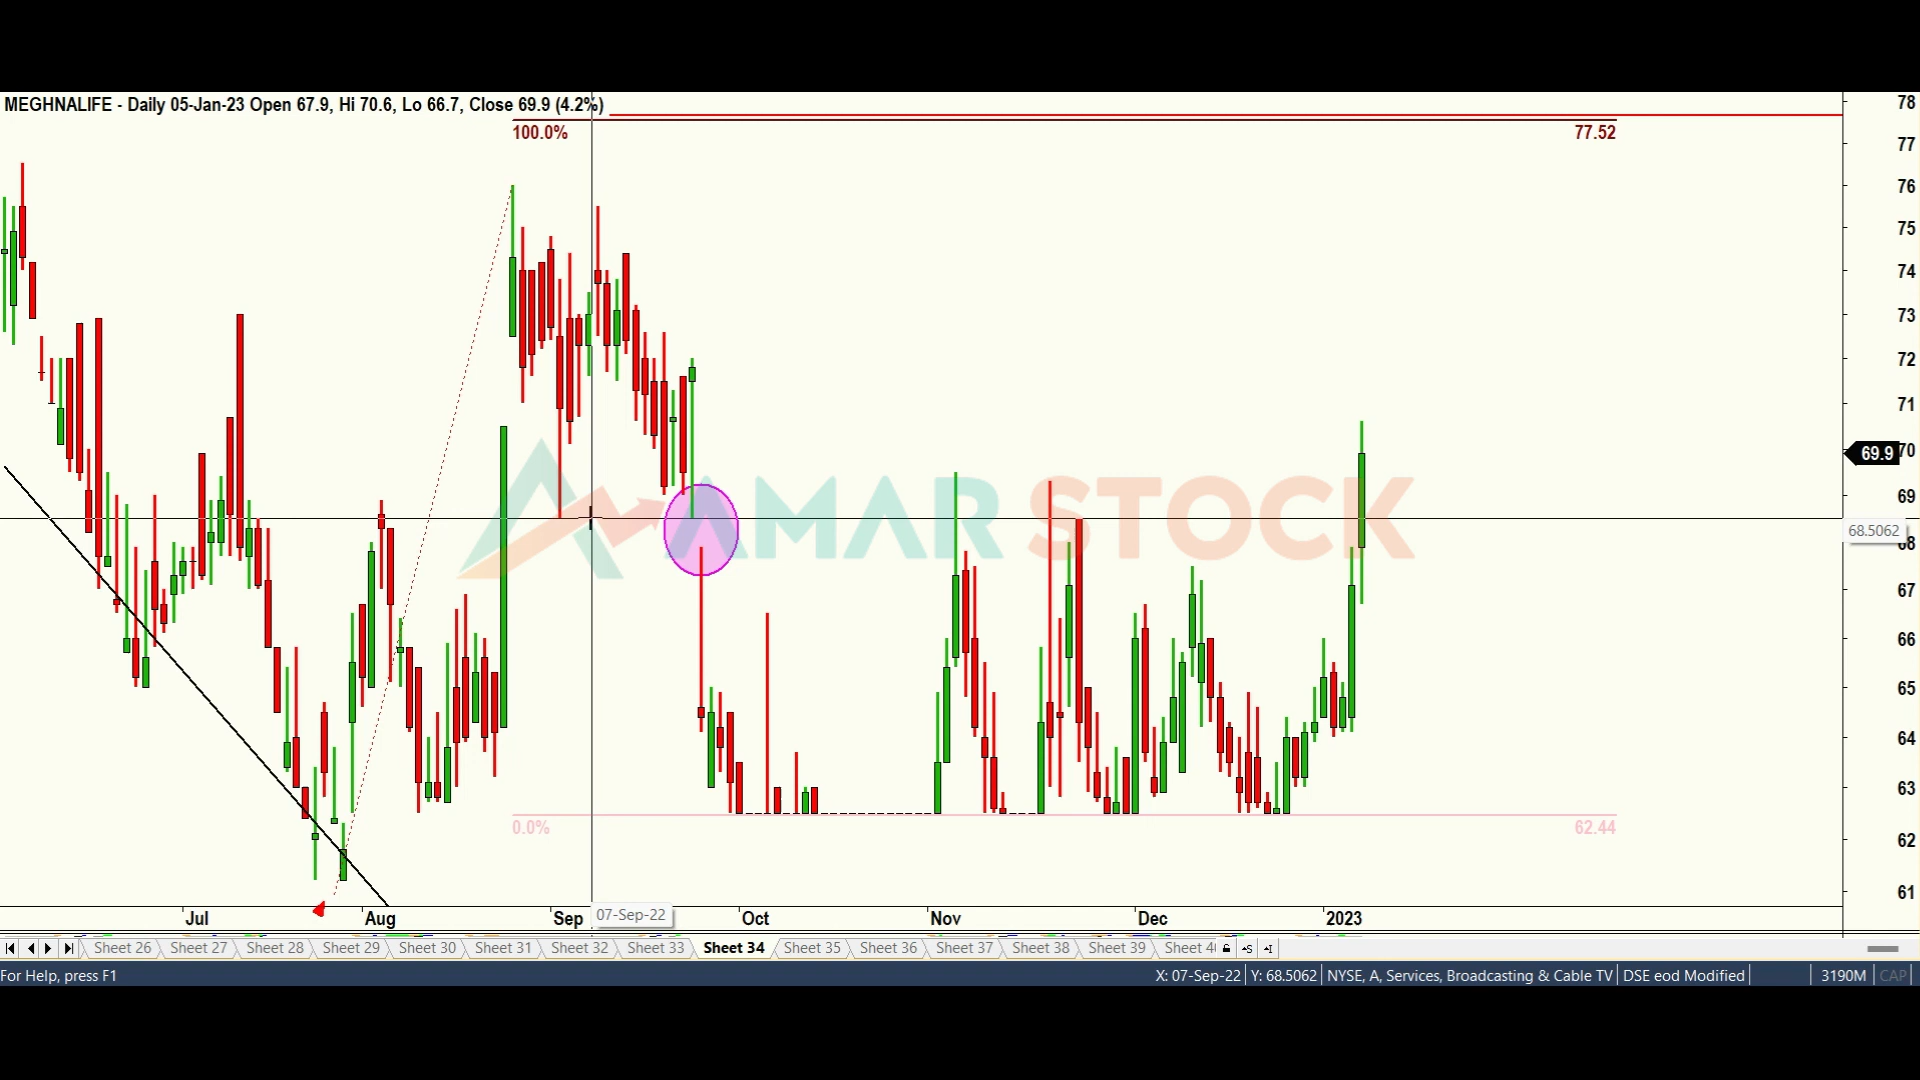 MEGHNALIFE - Daily 05-Jan-23 Open 67.9, Hi 70.6, Lo 66.7, Close 69.9 (4.2%)
100.0%
77.52
78
77
76
75
74
73
72
71
70
69.9
69
68.5062
68
67
66
65
64
63
62
61
AMAR STOCK
0.0%
62.44
Jul
Aug
Sep
07-Sep-22
Oct
Nov
Dec
2023
Sheet 26 Sheet 27 Sheet 28 Sheet 29 Sheet 30 Sheet 31 Sheet 32 Sheet 33 Sheet 34 Sheet 35 Sheet 36 Sheet 37 Sheet 38 Sheet 39 Sheet 4
For Help, press F1
X: 07-Sep-22 Y: 68.5062 NYSE, A, Services, Broadcasting & Cable TV DSE eod Modified 3190M CAP